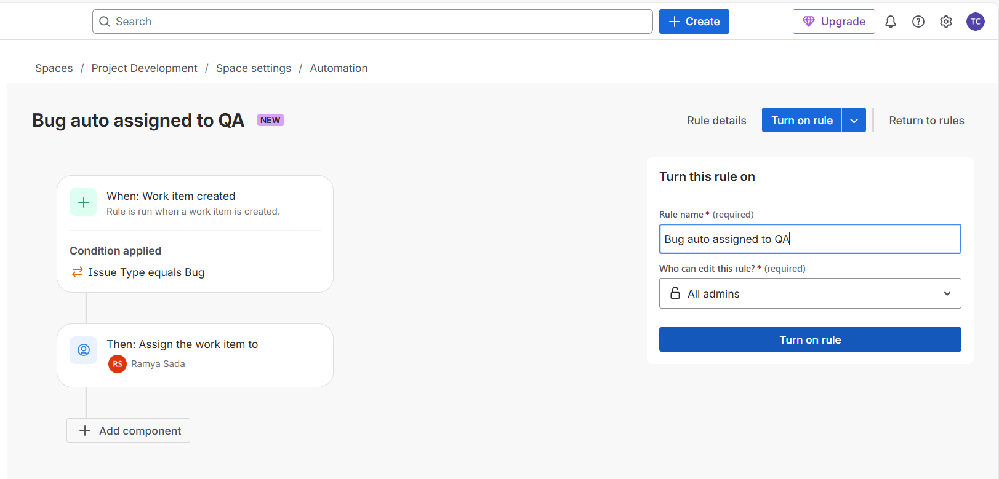 Search
Create
Upgrade
TC
Spaces / Project Development / Space settings / Automation
Bug auto assigned to QA NEW
Rule details
Turn on rule
Return to rules
When: Work item created
Rule is run when a work item is created.
Condition applied
Issue Type equals Bug
Then: Assign the work item to
RS Ramya Sada
Add component
Turn this rule on
Rule name * (required)
Bug auto assigned to QA
Who can edit this rule? * (required)
All admins
Turn on rule